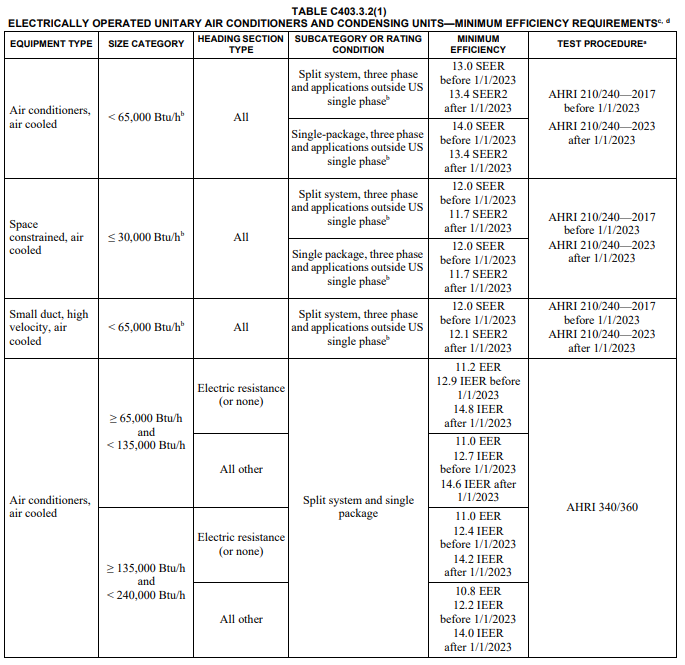 TABLE C403.3.2(1)
ELECTRICALLY OPERATED UNITARY AIR CONDITIONERS AND CONDENSING UNITS—MINIMUM EFFICIENCY REQUIREMENTSc, d
EQUIPMENT TYPE
SIZE CATEGORY
HEADING SECTION
TYPE
SUBCATEGORY OR RATING
CONDITION
MINIMUM
EFFICIENCY
TEST PROCEDUREa
Air conditioners,
air cooled
< 65,000 Btu/hb
All
Split system, three phase
and applications outside US
single phaseb
13.0 SEER
before 1/1/2023
13.4 SEER2
after 1/1/2023
AHRI 210/240—2017
before 1/1/2023
AHRI 210/240—2023
after 1/1/2023
Single-package, three phase
and applications outside US
single phaseb
14.0 SEER
before 1/1/2023
13.4 SEER2
after 1/1/2023
Space
constrained, air
cooled
≤ 30,000 Btu/hb
All
Split system, three phase
and applications outside US
single phaseb
12.0 SEER
before 1/1/2023
11.7 SEER2
after 1/1/2023
AHRI 210/240—2017
before 1/1/2023
AHRI 210/240—2023
after 1/1/2023
Single package, three phase
and applications outside US
single phaseb
12.0 SEER
before 1/1/2023
11.7 SEER2
after 1/1/2023
Small duct, high
velocity, air
cooled
< 65,000 Btu/hb
All
Split system, three phase
and applications outside US
single phaseb
12.0 SEER
before 1/1/2023
12.1 SEER2
after 1/1/2023
AHRI 210/240—2017
before 1/1/2023
AHRI 210/240—2023
after 1/1/2023
Air conditioners,
air cooled
≥ 65,000 Btu/h
and
< 135,000 Btu/h
Electric resistance
(or none)
Split system and single
package
11.2 EER
12.9 IEER before
1/1/2023
14.8 IEER
after 1/1/2023
AHRI 340/360
All other
11.0 EER
12.7 IEER
before 1/1/2023
14.6 IEER after
1/1/2023
≥ 135,000 Btu/h
and
< 240,000 Btu/h
Electric resistance
(or none)
11.0 EER
12.4 IEER
before 1/1/2023
14.2 IEER
after 1/1/2023
All other
10.8 EER
12.2 IEER
before 1/1/2023
14.0 IEER
after 1/1/2023